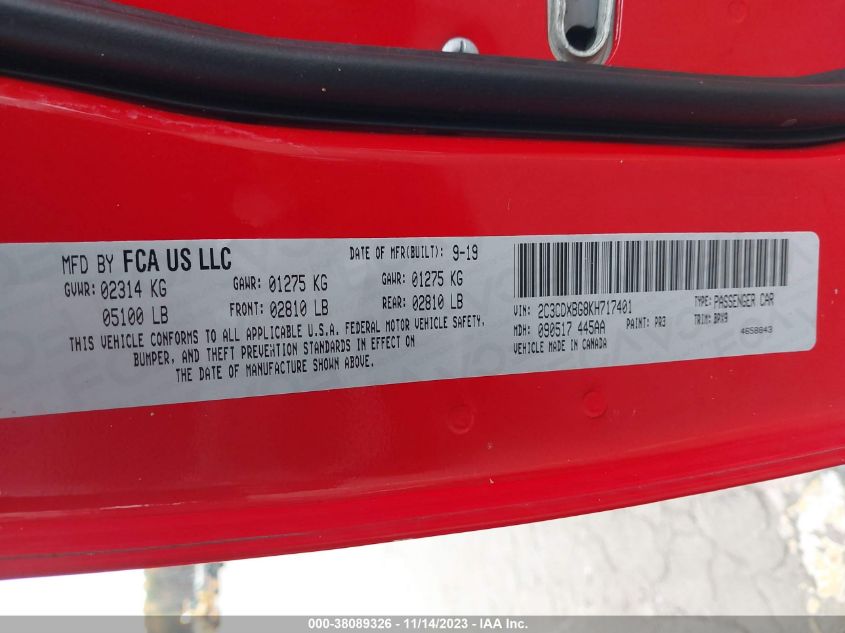 MFD BY FCA US LLC
DATE OF MFR(BUILT): 9-19
GVWR: 02314 KG
GAWR: 01275 KG
GAWR: 01275 KG
05100 LB
FRONT: 02810 LB
REAR: 02810 LB
THIS VEHICLE CONFORMS TO ALL APPLICABLE U.S.A. FEDERAL MOTOR VEHICLE SAFETY,
BUMPER, AND THEFT PREVENTION STANDARDS IN EFFECT ON
THE DATE OF MANUFACTURE SHOWN ABOVE.
VIN: 2C3CDXBG8KH717401
TYPE: PASSENGER CAR
MDH: 090517 445AA
PAINT: PR3
TRIM: BPX9
VEHICLE MADE IN CANADA
4658843
000-38089326 - 11/14/2023 - IAA Inc.